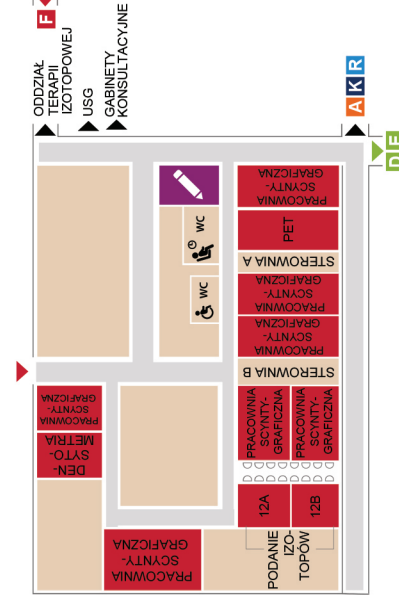 F
ODDZIAŁ
TERAPII
IZOTOPOWEJ
USG
GABINETY
KONSULTACYJNE
A K R
D E
WC
WC
PRACOWNIA
SCYNTY-
GRAFICZNA
PET
STEROWNIA A
PRACOWNIA
SCYNTY-
GRAFICZNA
PRACOWNIA
SCYNTY-
GRAFICZNA
STEROWNIA B
PRACOWNIA
SCYNTY-
GRAFICZNA
PRACOWNIA
SCYNTY-
GRAFICZNA
PRACOWNIA
SCYNTY-
GRAFICZNA
DEN-
SYTO-
METRIA
12A
12B
PODANIE
IZO-
TOPÓW
PRACOWNIA
SCYNTY-
GRAFICZNA